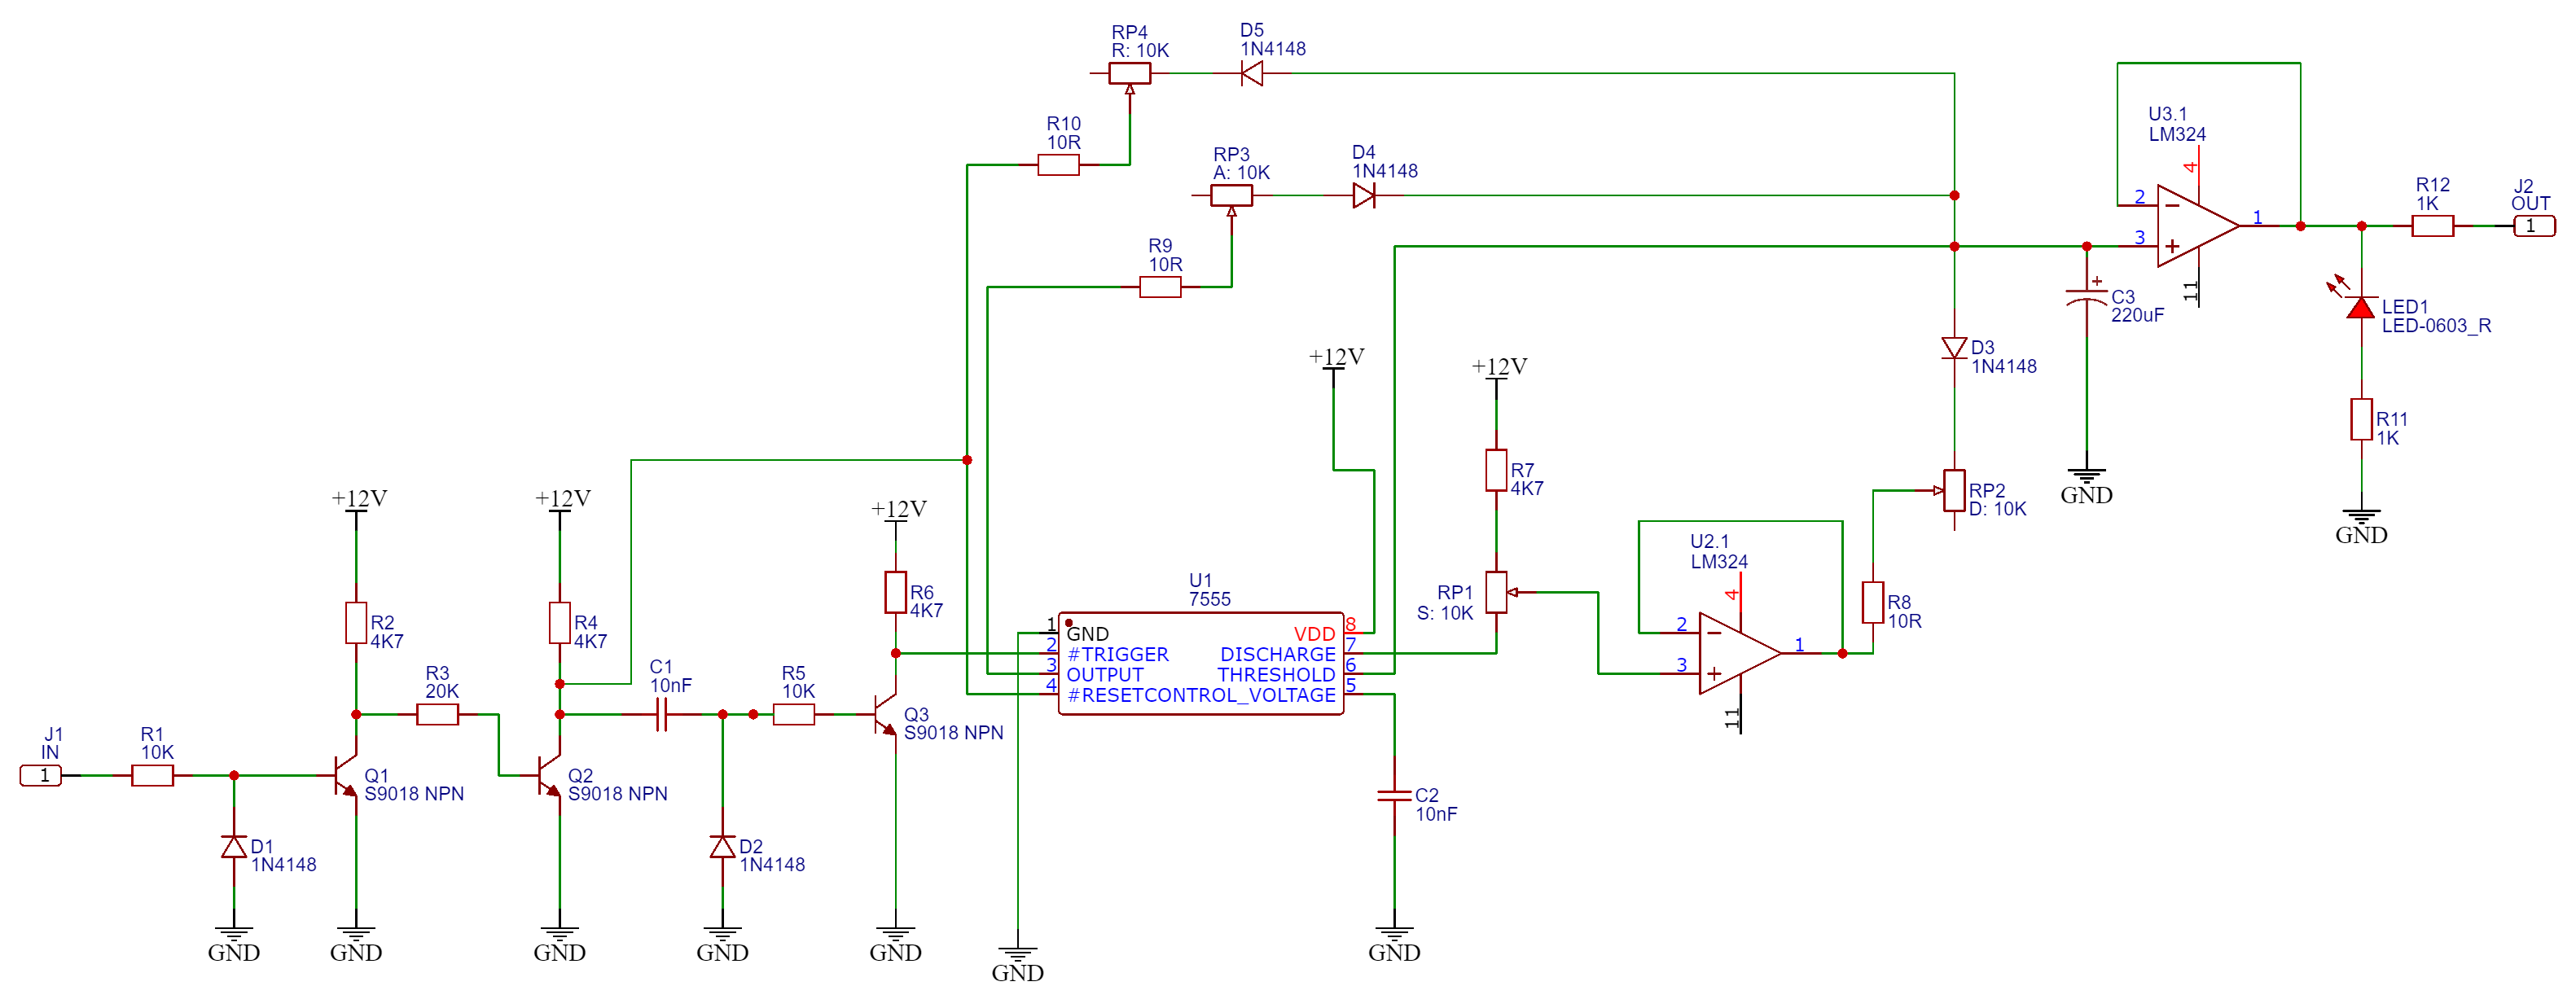 RP4
R: 10K
D5
1N4148
R10
10R
RP3
A: 10K
D4
1N4148
R9
10R
U3.1
LM324
4
2
3
1
11
R12
1K
J2
OUT
1
C3
220uF
GND
LED1
LED-0603_R
R11
1K
GND
D3
1N4148
RP2
D: 10K
+12V
+12V
R7
4K7
RP1
S: 10K
U2.1
LM324
4
2
3
1
11
R8
10R
+12V
R2
4K7
+12V
R4
4K7
+12V
R6
4K7
U1
7555
1 GND
2 #TRIGGER
3 OUTPUT
4 #RESET
VDD 8
DISCHARGE 7
THRESHOLD 6
CONTROL_VOLTAGE 5
J1
IN
1
R1
10K
R3
20K
C1
10nF
R5
10K
Q1
S9018 NPN
Q2
S9018 NPN
Q3
S9018 NPN
D1
1N4148
D2
1N4148
C2
10nF
GND
GND
GND
GND
GND
GND
GND